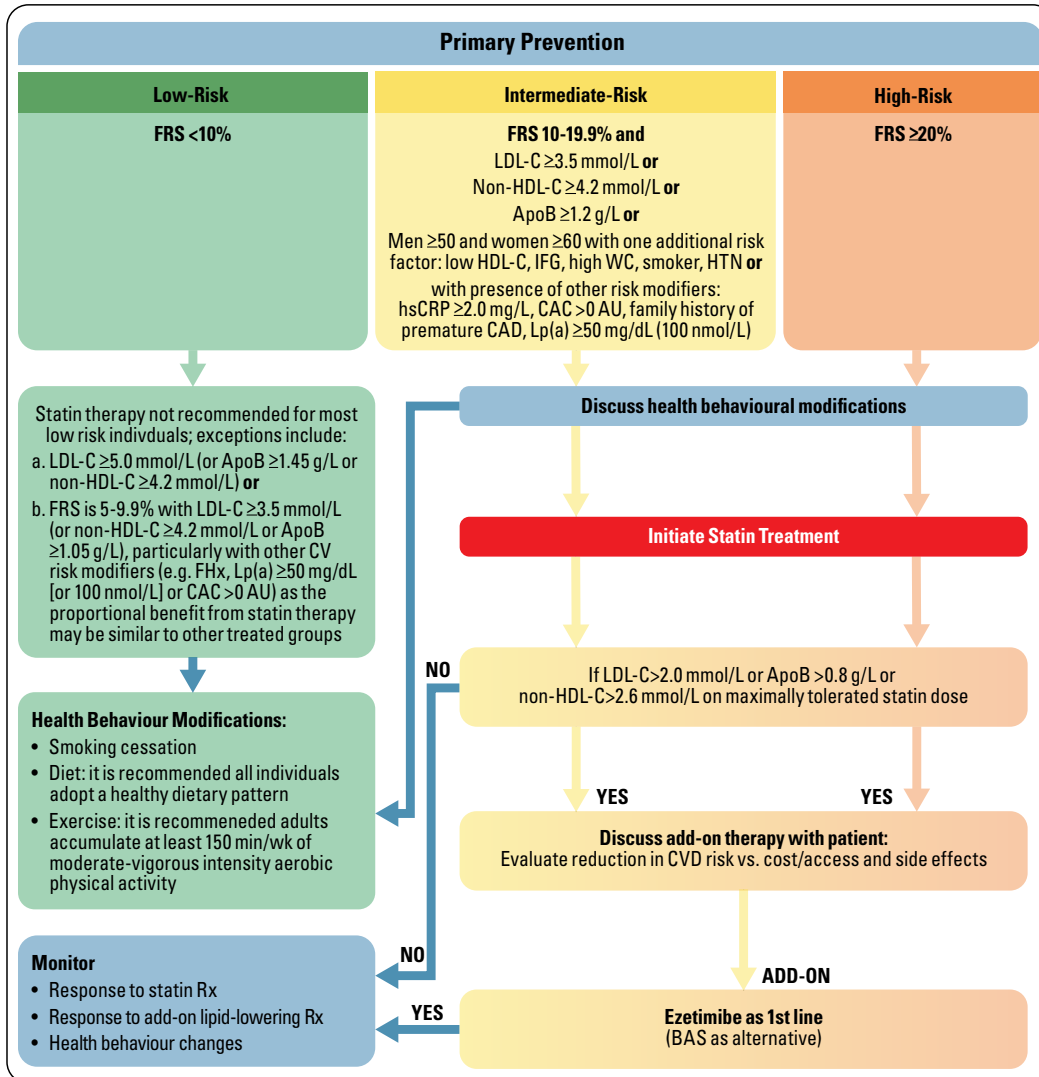 Primary Prevention
Low-Risk
FRS <10%
Intermediate-Risk
FRS 10-19.9% and
LDL-C ≥3.5 mmol/L or
Non-HDL-C ≥4.2 mmol/L or
ApoB ≥1.2 g/L or
Men ≥50 and women ≥60 with one additional risk
factor: low HDL-C, IFG, high WC, smoker, HTN or
with presence of other risk modifiers:
hsCRP ≥2.0 mg/L, CAC >0 AU, family history of
premature CAD, Lp(a) ≥50 mg/dL (100 nmol/L)
High-Risk
FRS ≥20%
Statin therapy not recommended for most
low risk indivduals; exceptions include:
a. LDL-C ≥5.0 mmol/L (or ApoB ≥1.45 g/L or
non-HDL-C ≥4.2 mmol/L) or
b. FRS is 5-9.9% with LDL-C ≥3.5 mmol/L
(or non-HDL-C ≥4.2 mmol/L or ApoB
≥1.05 g/L), particularly with other CV
risk modifiers (e.g. FHx, Lp(a) ≥50 mg/dL
[or 100 nmol/L] or CAC >0 AU) as the
proportional benefit from statin therapy
may be similar to other treated groups
Discuss health behavioural modifications
Initiate Statin Treatment
NO
If LDL-C>2.0 mmol/L or ApoB >0.8 g/L or
non-HDL-C>2.6 mmol/L on maximally tolerated statin dose
Health Behaviour Modifications:
• Smoking cessation
• Diet: it is recommended all individuals
adopt a healthy dietary pattern
• Exercise: it is recommeneded adults
accumulate at least 150 min/wk of
moderate-vigorous intensity aerobic
physical activity
YES
YES
Discuss add-on therapy with patient:
Evaluate reduction in CVD risk vs. cost/access and side effects
NO
Monitor
• Response to statin Rx
• Response to add-on lipid-lowering Rx
• Health behaviour changes
ADD-ON
YES
Ezetimibe as 1st line
(BAS as alternative)